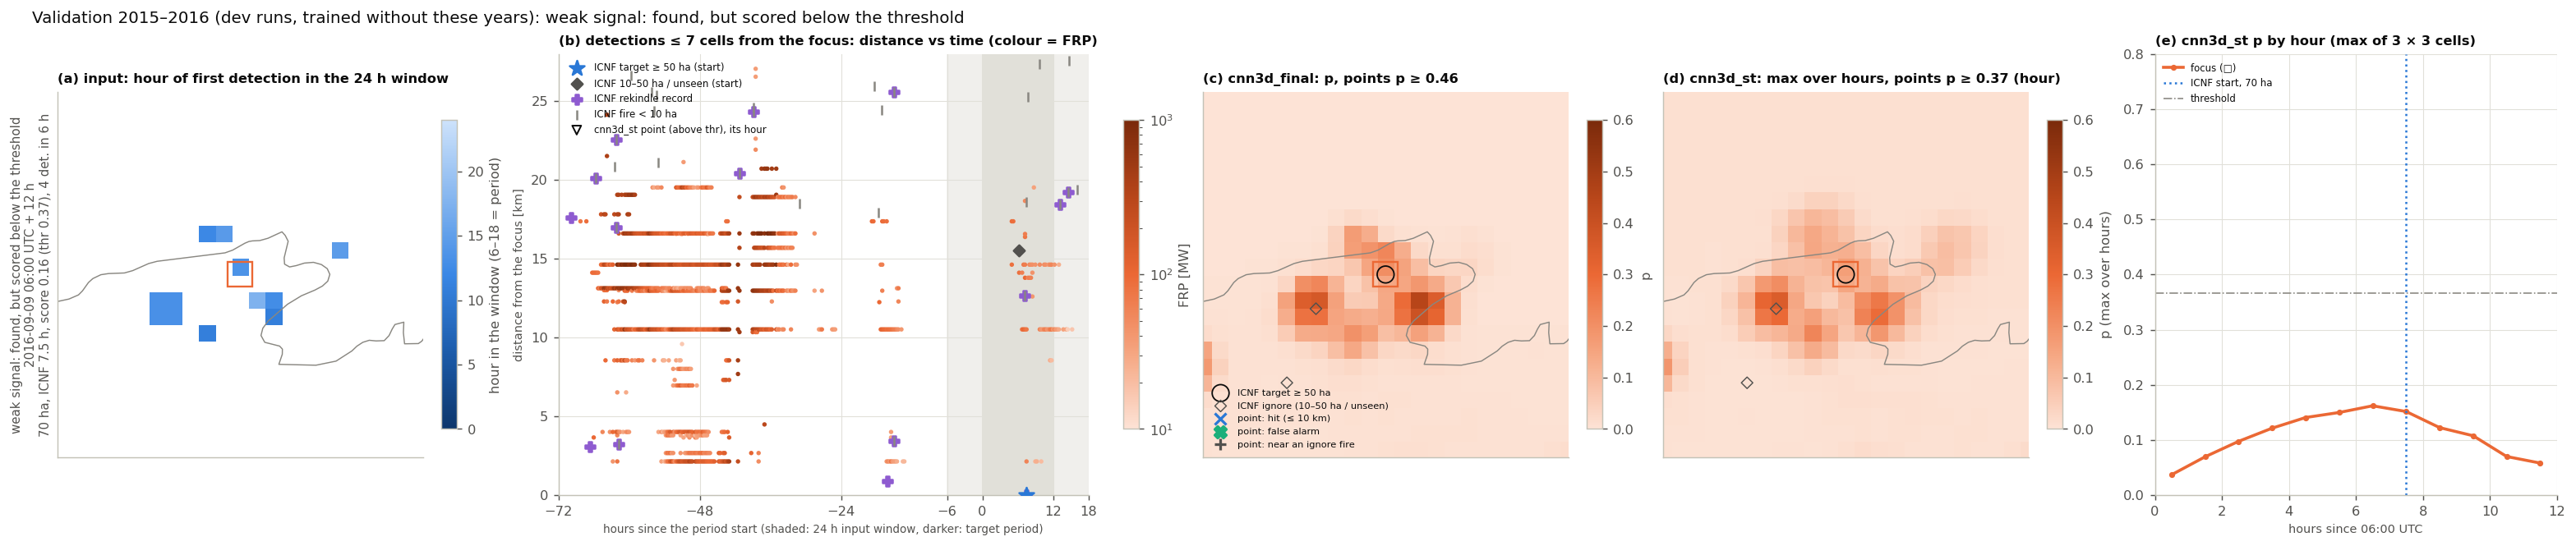 Validation 2015–2016 (dev runs, trained without these years): weak signal: found, but scored below the threshold
weak signal: found, but scored below the threshold
2016-09-09 06:00 UTC + 12 h
70 ha, ICNF 7.5 h, score 0.16 (thr 0.37), 4 det. in 6 h
(a) input: hour of first detection in the 24 h window
20
15
10
5
0
hour in the window (6–18 = period)
(b) detections ≤ 7 cells from the focus: distance vs time (colour = FRP)
ICNF target ≥ 50 ha (start)
ICNF 10–50 ha / unseen (start)
ICNF rekindle record
ICNF fire < 10 ha
cnn3d_st point (above thr), its hour
distance from the focus [km]
25
20
15
10
5
0
−72
−48
−24
−6
0
12
18
hours since the period start (shaded: 24 h input window, darker: target period)
10³
10²
10¹
FRP [MW]
(c) cnn3d_final: p, points p ≥ 0.46
ICNF target ≥ 50 ha
ICNF ignore (10–50 ha / unseen)
point: hit (≤ 10 km)
point: false alarm
point: near an ignore fire
0.6
0.5
0.4
0.3
0.2
0.1
0.0
p
(d) cnn3d_st: max over hours, points p ≥ 0.37 (hour)
0.6
0.5
0.4
0.3
0.2
0.1
0.0
p (max over hours)
(e) cnn3d_st p by hour (max of 3 × 3 cells)
focus (□)
ICNF start, 70 ha
threshold
0.8
0.7
0.6
0.5
0.4
0.3
0.2
0.1
0.0
0
2
4
6
8
10
12
hours since 06:00 UTC